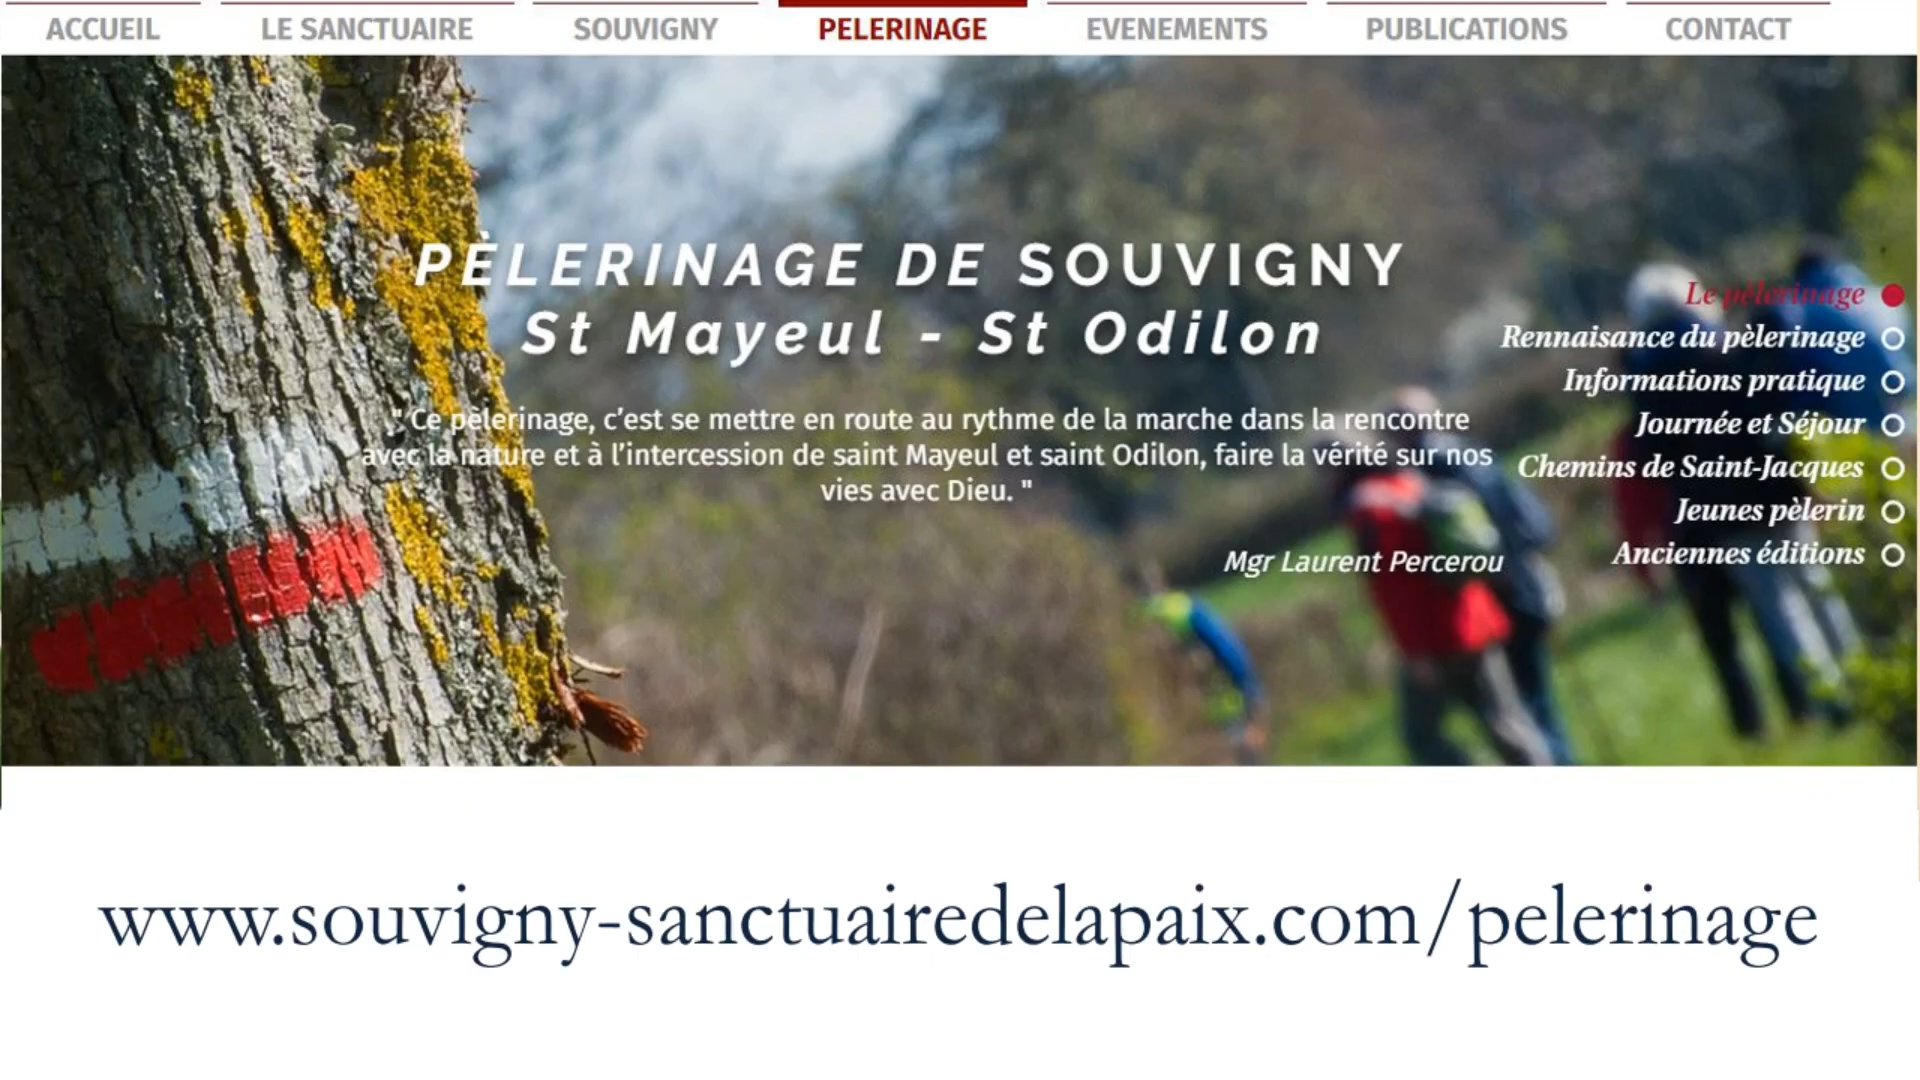 ACCUEIL LE SANCTUAIRE SOUVIGNY PELERINAGE EVENEMENTS PUBLICATIONS CONTACT
PÈLERINAGE DE SOUVIGNY
St Mayeul - St Odilon
" Ce pèlerinage, c'est se mettre en route au rythme de la marche dans la rencontre
avec la nature et à l'intercession de saint Mayeul et saint Odilon, faire la vérité sur nos
vies avec Dieu. "
Mgr Laurent Percerou
Le pèlerinage
Rennaisance du pèlerinage
Informations pratique
Journée et Séjour
Chemins de Saint-Jacques
Jeunes pèlerin
Anciennes éditions
www.souvigny-sanctuairedelapaix.com/pelerinage